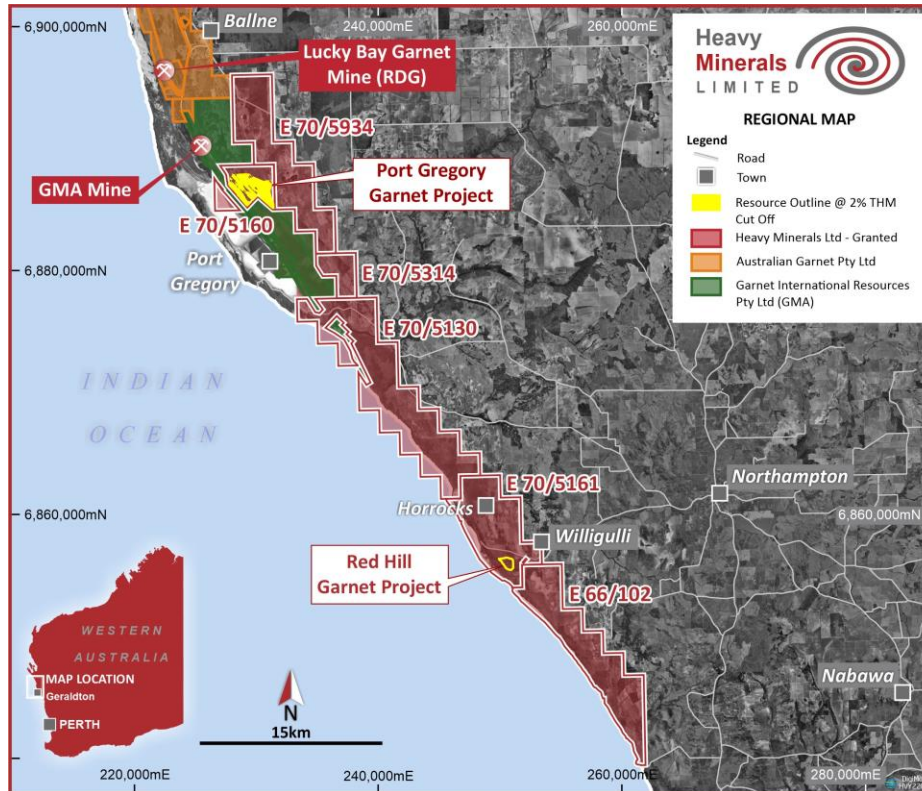 6,900,000mN
Ballne
240,000mE
260,000mE
Lucky Bay Garnet
Mine (RDG)
Heavy
Minerals
LIMITED
REGIONAL MAP
Legend
Road
Town
Resource Outline @ 2% THM
Cut Off
Heavy Minerals Ltd - Granted
Australian Garnet Pty Ltd
Garnet International Resources
Pty Ltd (GMA)
E 70/5934
GMA Mine
Port Gregory
Garnet Project
E 70/5160
Port
Gregory
6,880,000mN
E 70/5314
E 70/5130
INDIAN
OCEAN
Northampton
E 70/5161
Horrocks
6,860,000mN
6,860,000mN
Willigulli
Red Hill
Garnet Project
E 66/102
WESTERN
AUSTRALIA
MAP LOCATION
Geraldton
PERTH
Nabawa
N
15km
220,000mE
240,000mE
260,000mE
280,000mE